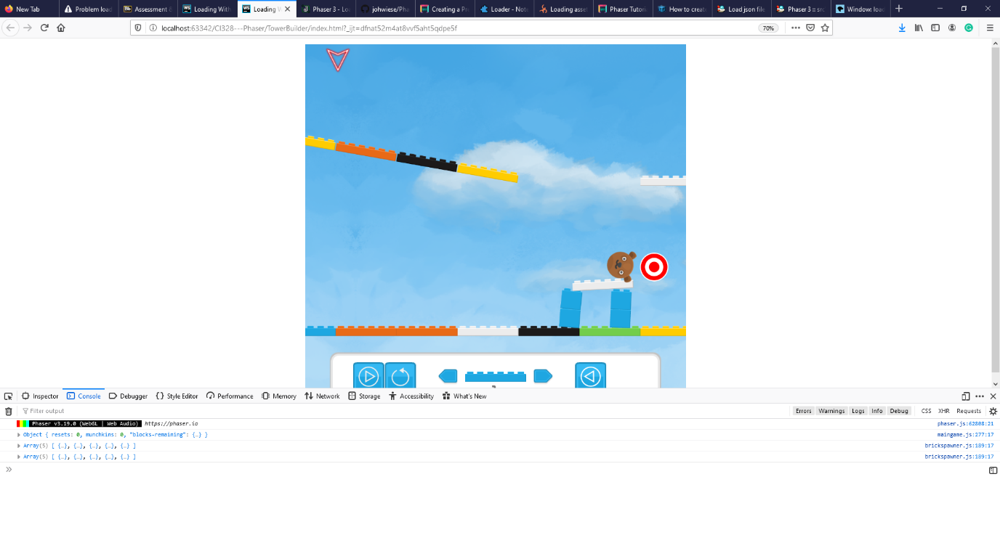 New Tab
Problem load
Assessment &
Loading With
Loading W
Phaser 3 - Lo
johwiese/Pha
Creating a Pr
Loader - Note
Loading asset
Phaser Tutori
How to create
Load json file
Phaser 3 :: src
Window: load
localhost:63342/CI328---Phaser/TowerBuilder/index.html?_ijt=dfnat52m4at8vvf5aht5qdpe5f
70%
Inspector
Console
Debugger
Style Editor
Performance
Memory
Network
Storage
Accessibility
What's New
Filter output
Errors
Warnings
Logs
Info
Debug
CSS
XHR
Requests
Phaser v3.19.0 (WebGL | Web Audio) https://phaser.io
phaser.js:62808:21
Object { resets: 0, munchkins: 0, "blocks-remaining": {…} }
maingame.js:277:17
Array(5) [ {…}, {…}, {…}, {…}, {…} ]
brickspawner.js:189:17
Array(5) [ {…}, {…}, {…}, {…}, {…} ]
brickspawner.js:189:17